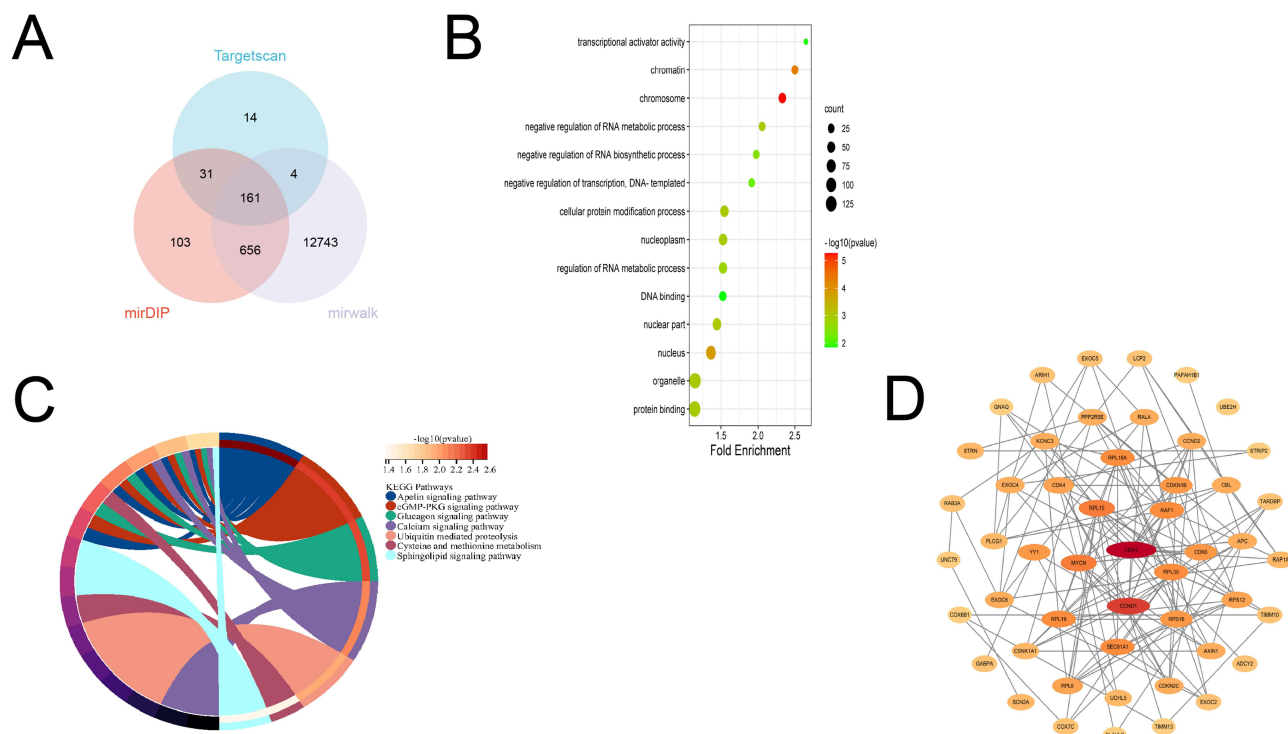 A
Targetscan
14
31
4
161
103
656
12743
mirDIP
mirwalk
B
transcriptional activator activity
chromatin
chromosome
negative regulation of RNA metabolic process
negative regulation of RNA biosynthetic process
negative regulation of transcription, DNA- templated
cellular protein modification process
nucleoplasm
regulation of RNA metabolic process
DNA binding
nuclear part
nucleus
organelle
protein binding
1.5
2.0
2.5
Fold Enrichment
count
25
50
75
100
125
- log10(pvalue)
5
4
3
2
C
-log10(pvalue)
1.4 1.6 1.8 2.0 2.2 2.4 2.6
KEGG Pathways
Apelin signaling pathway
cGMP-PKG signaling pathway
Glucagon signaling pathway
Calcium signaling pathway
Ubiquitin mediated proteolysis
Cysteine and methionine metabolism
Sphingolipid signaling pathway
D
EXOC5
LCP2
ARIH1
PAFAH1B1
GNAQ
PPP2R5E
RALA
UBE2H
STRN
KCNC3
CCND2
STRIP2
RPL18A
EXOC4
CDK4
CDKN1B
CBL
RAB3A
RPL15
RAF1
TARDBP
PLCG1
APC
UNC79
YY1
MYCN
CDK6
RAP1A
RPL35
EXOC6
COX6B1
CCND1
RPS12
RPL19
RPS16
TIMM10
GABPA
CSNK1A1
SEC61A1
AXIN1
ADCY2
SCN2A
RPL6
UCHL5
CDKN2C
EXOC2
COX7C
TIMM13